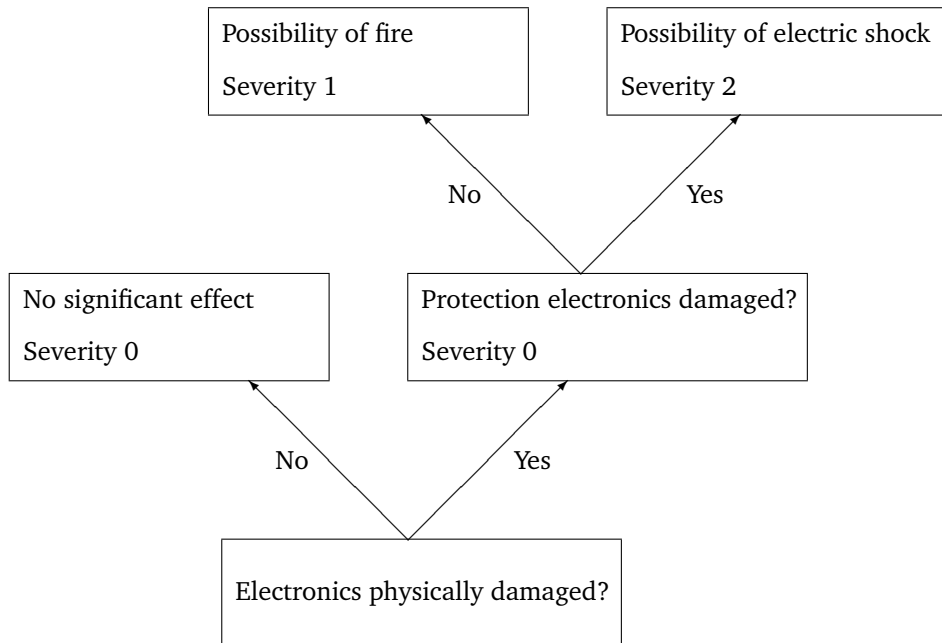 Possibility of fire
Severity 1
Possibility of electric shock
Severity 2
No
Yes
No significant effect
Severity 0
Protection electronics damaged?
Severity 0
No
Yes
Electronics physically damaged?